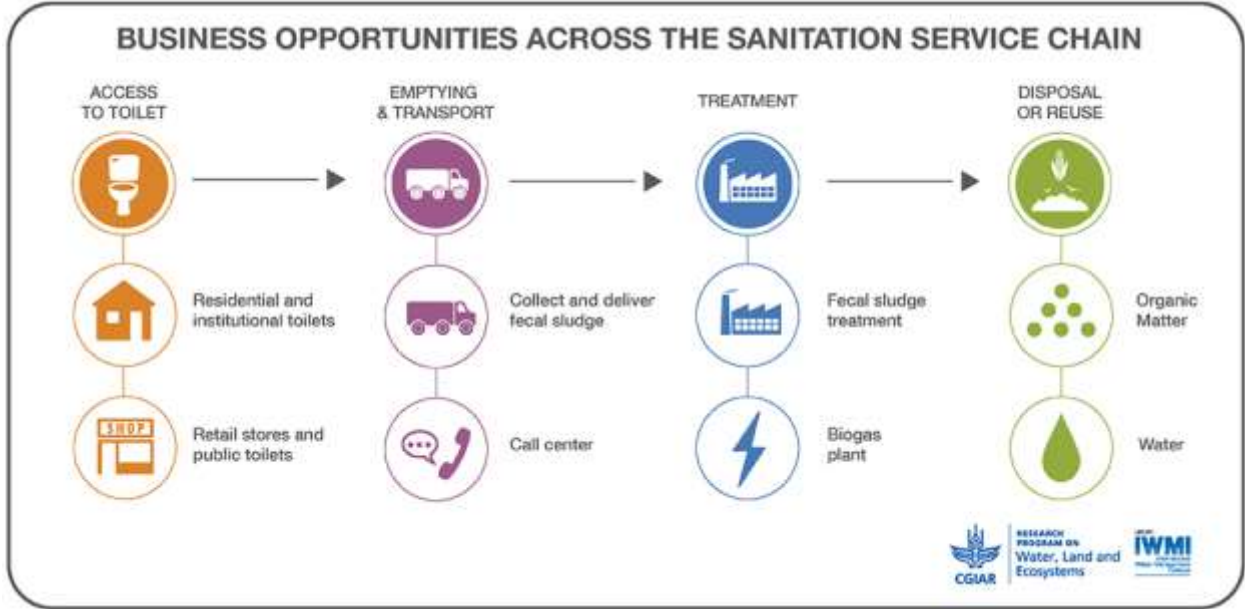 BUSINESS OPPORTUNITIES ACROSS THE SANITATION SERVICE CHAIN
ACCESS
TO TOILET
EMPTYING
& TRANSPORT
TREATMENT
DISPOSAL
OR REUSE
Residential and
institutional toilets
Collect and deliver
fecal sludge
Fecal sludge
treatment
Organic
Matter
SHOP
Retail stores and
public toilets
Call center
Biogas
plant
Water
CGIAR
RESEARCH
PROGRAM ON
Water, Land and
Ecosystems
IWMI